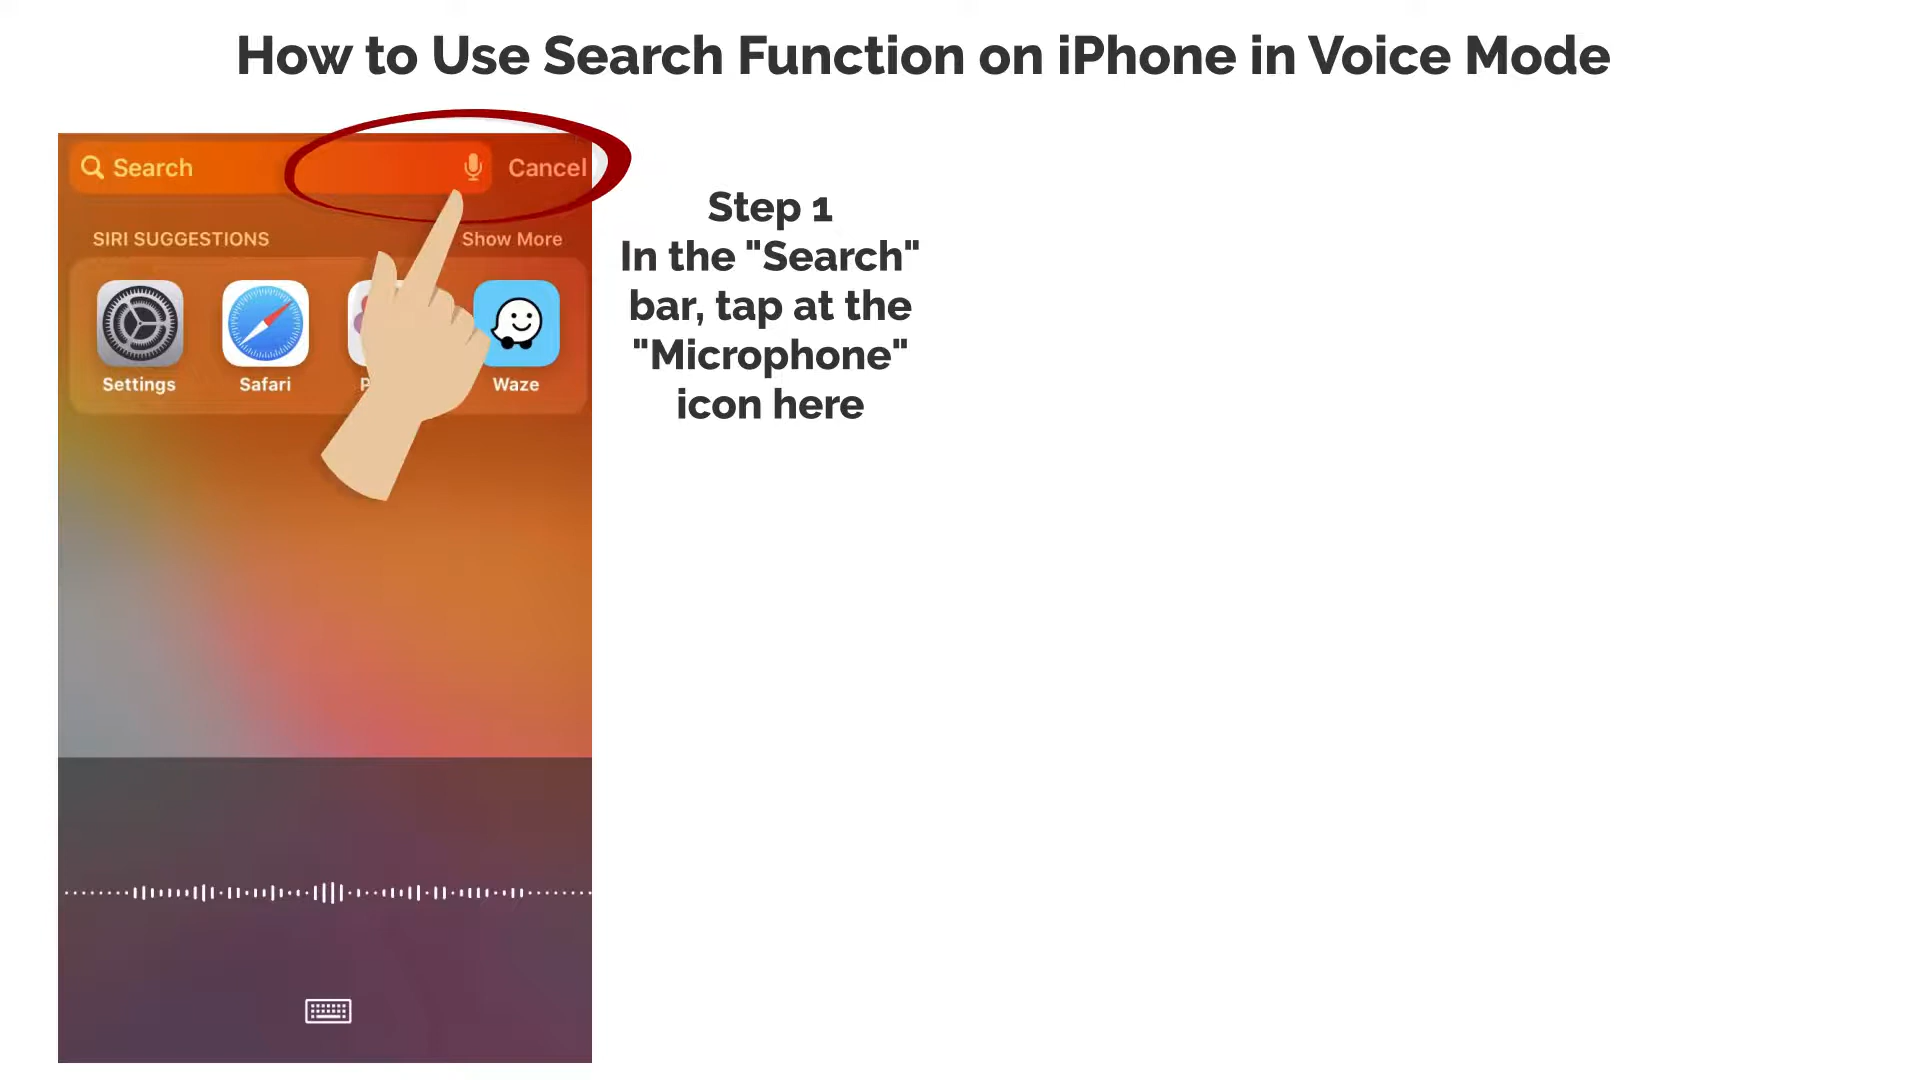 How to Use Search Function on iPhone in Voice Mode
Search
Cancel
SIRI SUGGESTIONS
Show More
Settings
Safari
Waze
Step 1
In the "Search"
bar, tap at the
"Microphone"
icon here